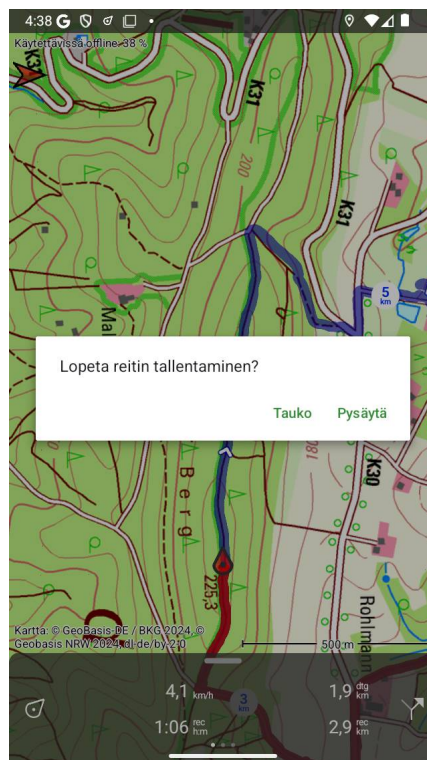 4:38
Käytettävissä offline: 38 %
K31
200
K31
5
km
Mal
Lopeta reitin tallentaminen?
Tauko Pysäytä
180
K30
Berg
225,3
Rohlmann
Kartta: © GeoBasis-DE / BKG 2024, ©
Geobasis NRW 2024, dl-de/by-2.0
500 m
4,1 km/h
3
km
1,9 dtg
km
1:06 rec
h:m
2,9 rec
km